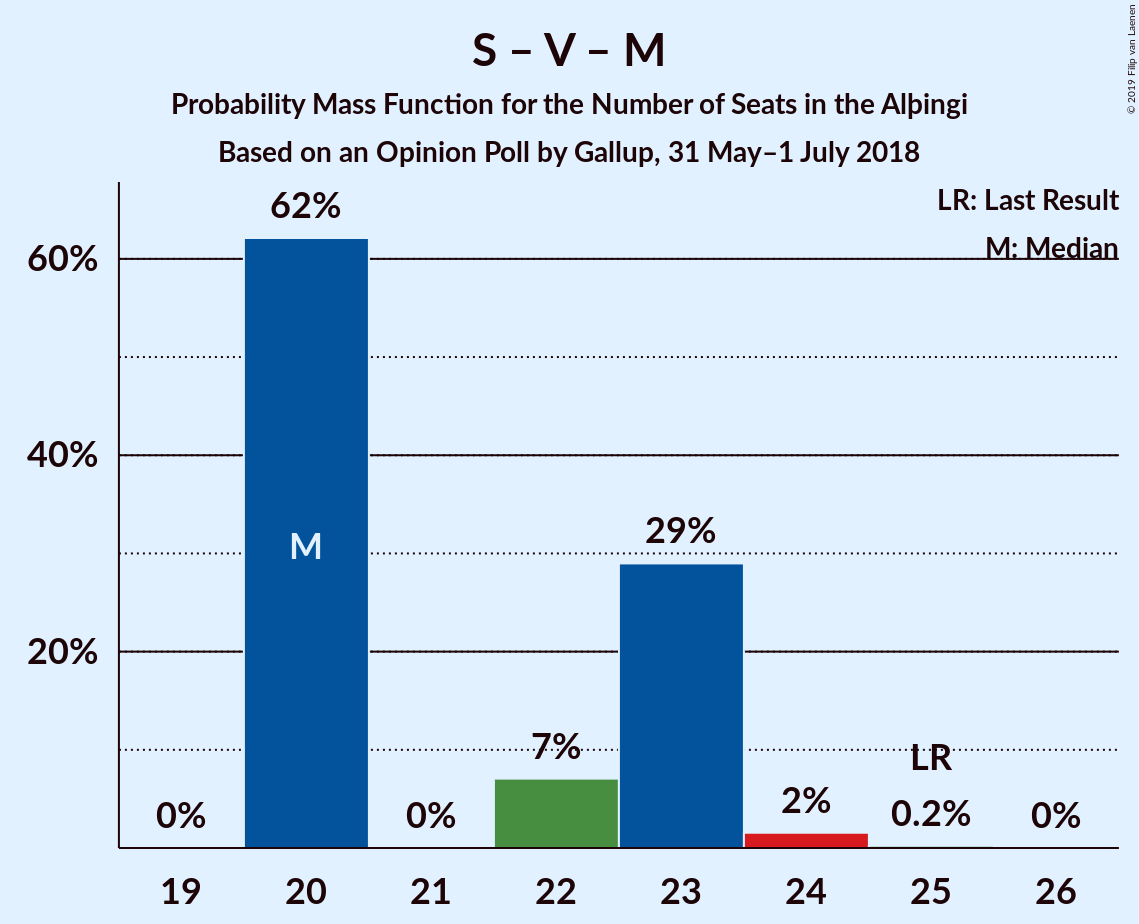 S – V – M
Probability Mass Function for the Number of Seats in the Alþingi
Based on an Opinion Poll by Gallup, 31 May–1 July 2018
© 2019 Filip van Laenen
LR: Last Result
M: Median
60%
40%
20%
0%
62%
M
0%
7%
29%
2%
LR
0.2%
0%
19 20 21 22 23 24 25 26